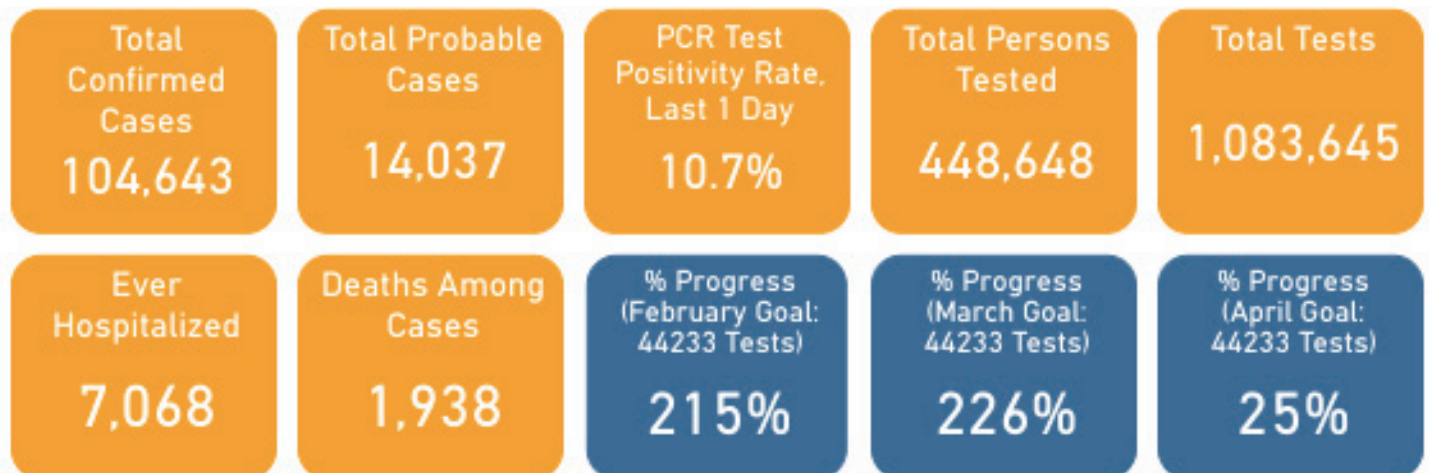 Total
Confirmed
Cases
104,643
Total Probable
Cases
14,037
PCR Test
Positivity Rate,
Last 1 Day
10.7%
Total Persons
Tested
448,648
Total Tests
1,083,645
Ever
Hospitalized
7,068
Deaths Among
Cases
1,938
% Progress
(February Goal:
44233 Tests)
215%
% Progress
(March Goal:
44233 Tests)
226%
% Progress
(April Goal:
44233 Tests)
25%